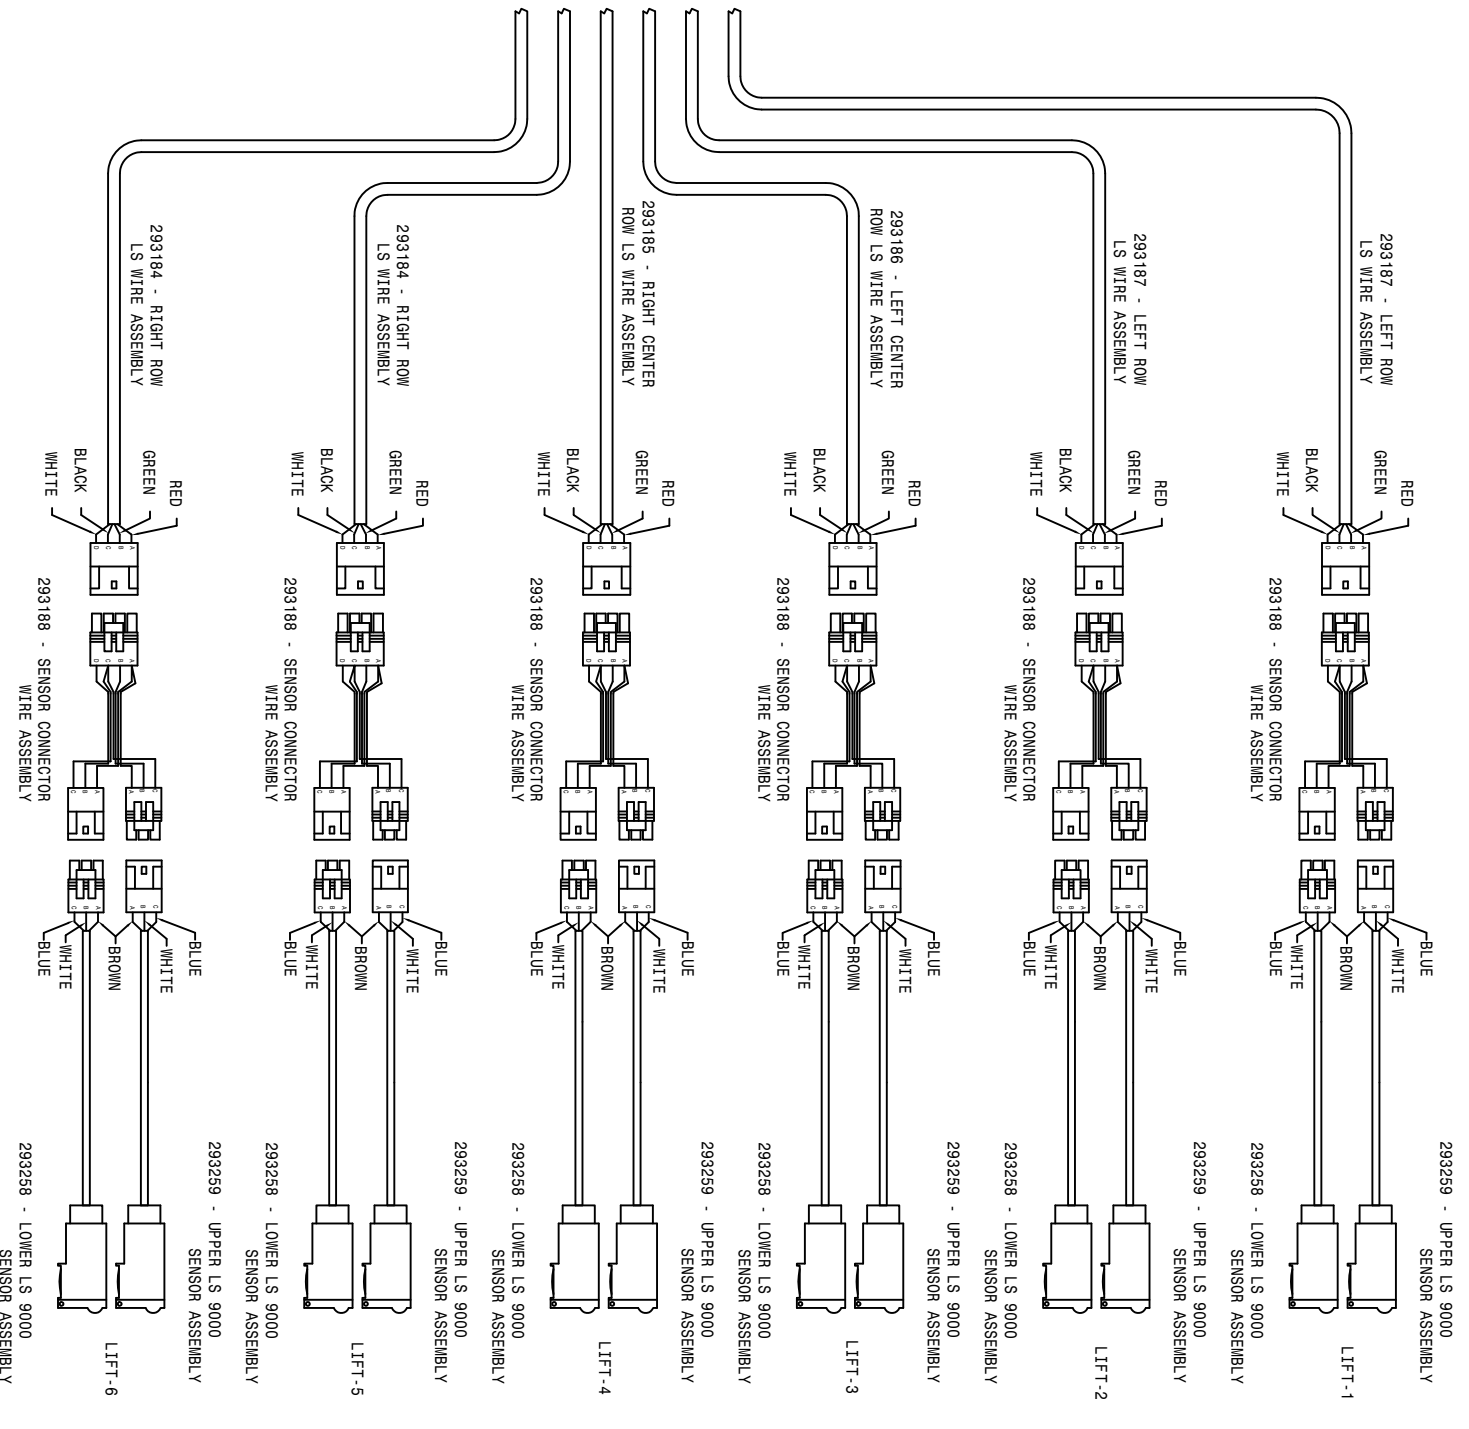 293187 - LEFT ROW
LS WIRE ASSEMBLY
RED
GREEN
BLACK
WHITE
A
B
C
D
A
B
C
D
293188 - SENSOR CONNECTOR
WIRE ASSEMBLY
C
B
A
A
B
C
C
B
A
A
B
C
BLUE
WHITE
BROWN
WHITE
BLUE
293259 - UPPER LS 9000
SENSOR ASSEMBLY
LIFT-1
293258 - LOWER LS 9000
SENSOR ASSEMBLY
293187 - LEFT ROW
LS WIRE ASSEMBLY
RED
GREEN
BLACK
WHITE
A
B
C
D
A
B
C
D
293188 - SENSOR CONNECTOR
WIRE ASSEMBLY
C
B
A
A
B
C
C
B
A
A
B
C
BLUE
WHITE
BROWN
WHITE
BLUE
293259 - UPPER LS 9000
SENSOR ASSEMBLY
LIFT-2
293258 - LOWER LS 9000
SENSOR ASSEMBLY
293186 - LEFT CENTER
ROW LS WIRE ASSEMBLY
RED
GREEN
BLACK
WHITE
A
B
C
D
A
B
C
D
293188 - SENSOR CONNECTOR
WIRE ASSEMBLY
C
B
A
A
B
C
C
B
A
A
B
C
BLUE
WHITE
BROWN
WHITE
BLUE
293259 - UPPER LS 9000
SENSOR ASSEMBLY
LIFT-3
293258 - LOWER LS 9000
SENSOR ASSEMBLY
293185 - RIGHT CENTER
ROW LS WIRE ASSEMBLY
RED
GREEN
BLACK
WHITE
A
B
C
D
A
B
C
D
293188 - SENSOR CONNECTOR
WIRE ASSEMBLY
C
B
A
A
B
C
C
B
A
A
B
C
BLUE
WHITE
BROWN
WHITE
BLUE
293259 - UPPER LS 9000
SENSOR ASSEMBLY
LIFT-4
293258 - LOWER LS 9000
SENSOR ASSEMBLY
293184 - RIGHT ROW
LS WIRE ASSEMBLY
RED
GREEN
BLACK
WHITE
A
B
C
D
A
B
C
D
293188 - SENSOR CONNECTOR
WIRE ASSEMBLY
C
B
A
A
B
C
C
B
A
A
B
C
BLUE
WHITE
BROWN
WHITE
BLUE
293259 - UPPER LS 9000
SENSOR ASSEMBLY
LIFT-5
293258 - LOWER LS 9000
SENSOR ASSEMBLY
293184 - RIGHT ROW
LS WIRE ASSEMBLY
RED
GREEN
BLACK
WHITE
A
B
C
D
A
B
C
D
293188 - SENSOR CONNECTOR
WIRE ASSEMBLY
C
B
A
A
B
C
C
B
A
A
B
C
BLUE
WHITE
BROWN
WHITE
BLUE
293259 - UPPER LS 9000
SENSOR ASSEMBLY
LIFT-6
293258 - LOWER LS 9000
SENSOR ASSEMBLY